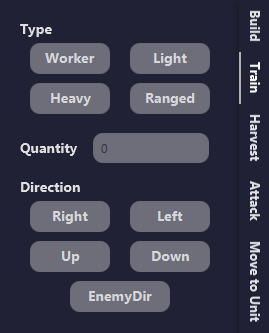 Type
Worker Light
Heavy Ranged
Quantity 0
Direction
Right Left
Up Down
EnemyDir
Build
Train
Harvest
Attack
Move to Unit